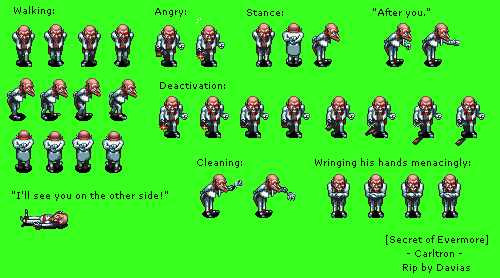 Walking:
Angry:
Stance:
"After you."
Deactivation:
Cleaning:
Wringing his hands menacingly:
"I'll see you on the other side!"
[Secret of Evermore]
- Carltron -
Rip by Davias